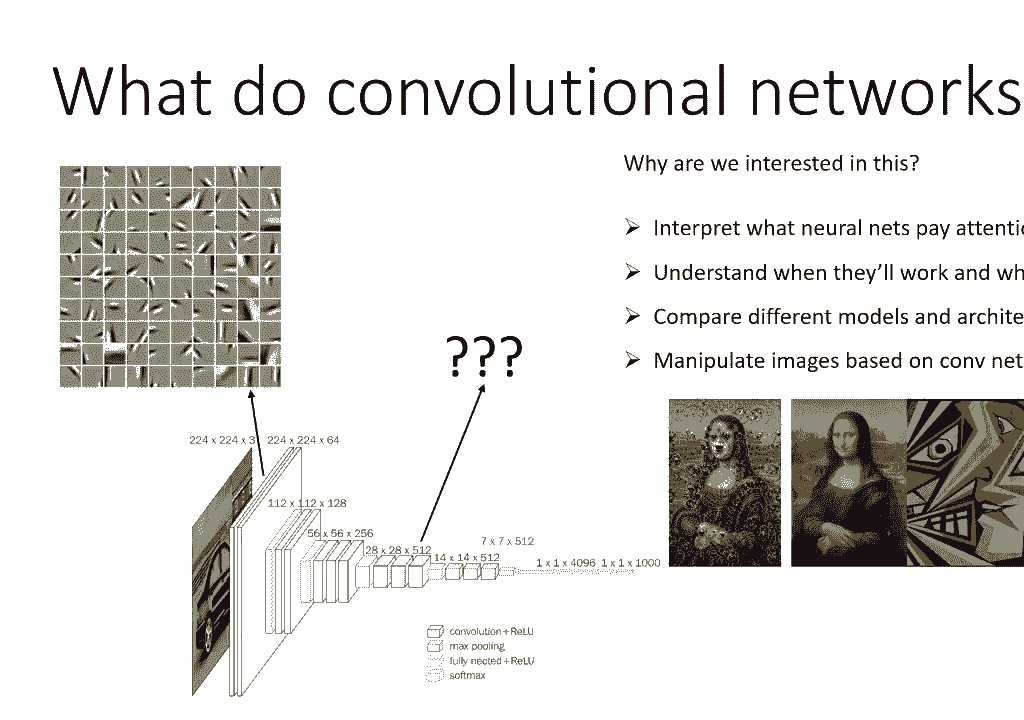 What do convolutional networks
Why are we interested in this?
Interpret what neural nets pay attentio
Understand when they'll work and wh
Compare different models and archite
Manipulate images based on conv net
???
224 x 224 x 3 224 x 224 x 64
112 x 112 x 128
56 x 56 x 256
28 x 28 x 512
14 x 14 x 512
7 x 7 x 512
1 x 1 x 4096 1 x 1 x 1000
convolution+ReLU
max pooling
fully nected+ReLU
softmax